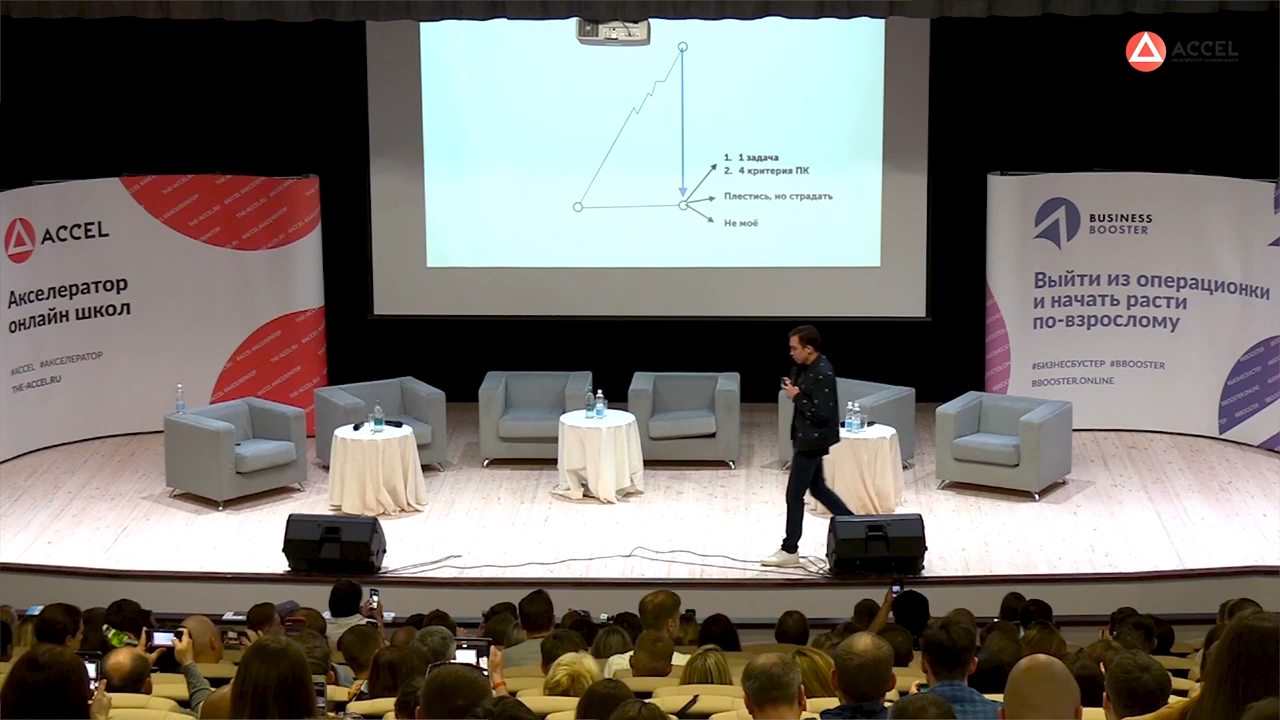 ACCEL
1. 1 задача
2. 4 критерия ПК
Плестись, но страдать
Не моё
ACCEL
Акселератор
онлайн школ
#ACCEL #АКСЕЛЕРАТОР
THE-ACCEL.RU
BUSINESS
BOOSTER
Выйти из операционки
и начать расти
по-взрослому
#БИЗНЕСБУСТЕР #BBOOSTER
BBOOSTER.ONLINE